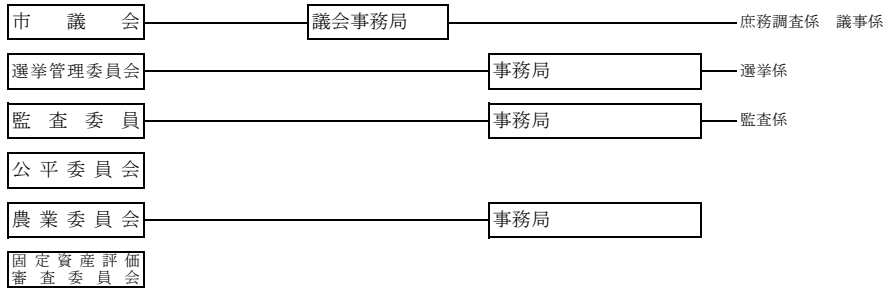 市議会 議会事務局 庶務調査係 議事係
選挙管理委員会 事務局 選挙係
監査委員 事務局 監査係
公平委員会
農業委員会 事務局
固定資産評価
審査委員会